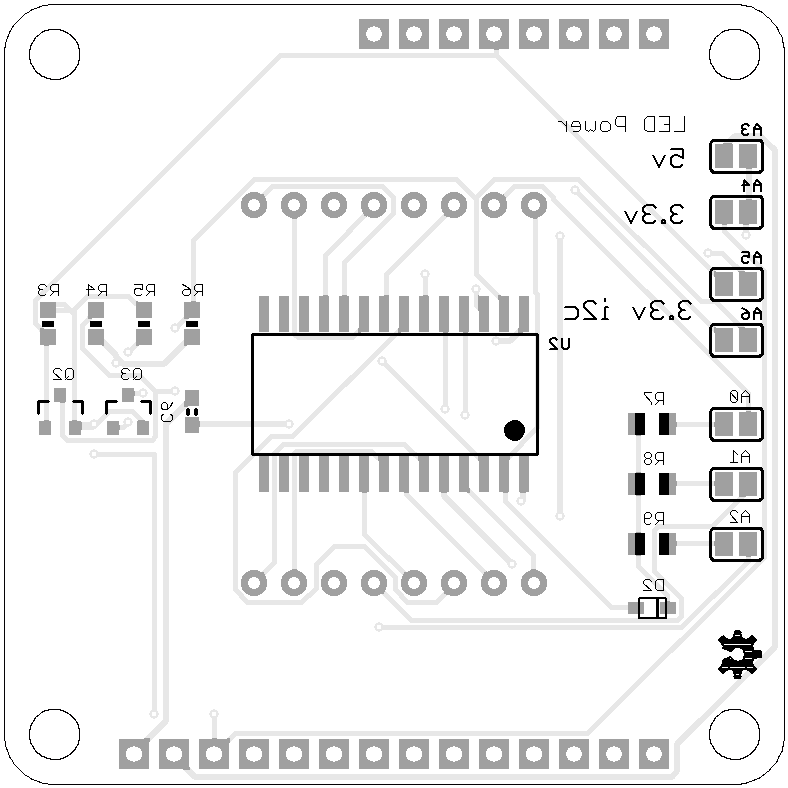 A3
LED Power
5v
A4
3.3v
A5
R3 R4 R5 R6
3.3v i2c
A6
U2
Q2 Q3
C9
R7 A0
R8 A1
R9 A2
D2